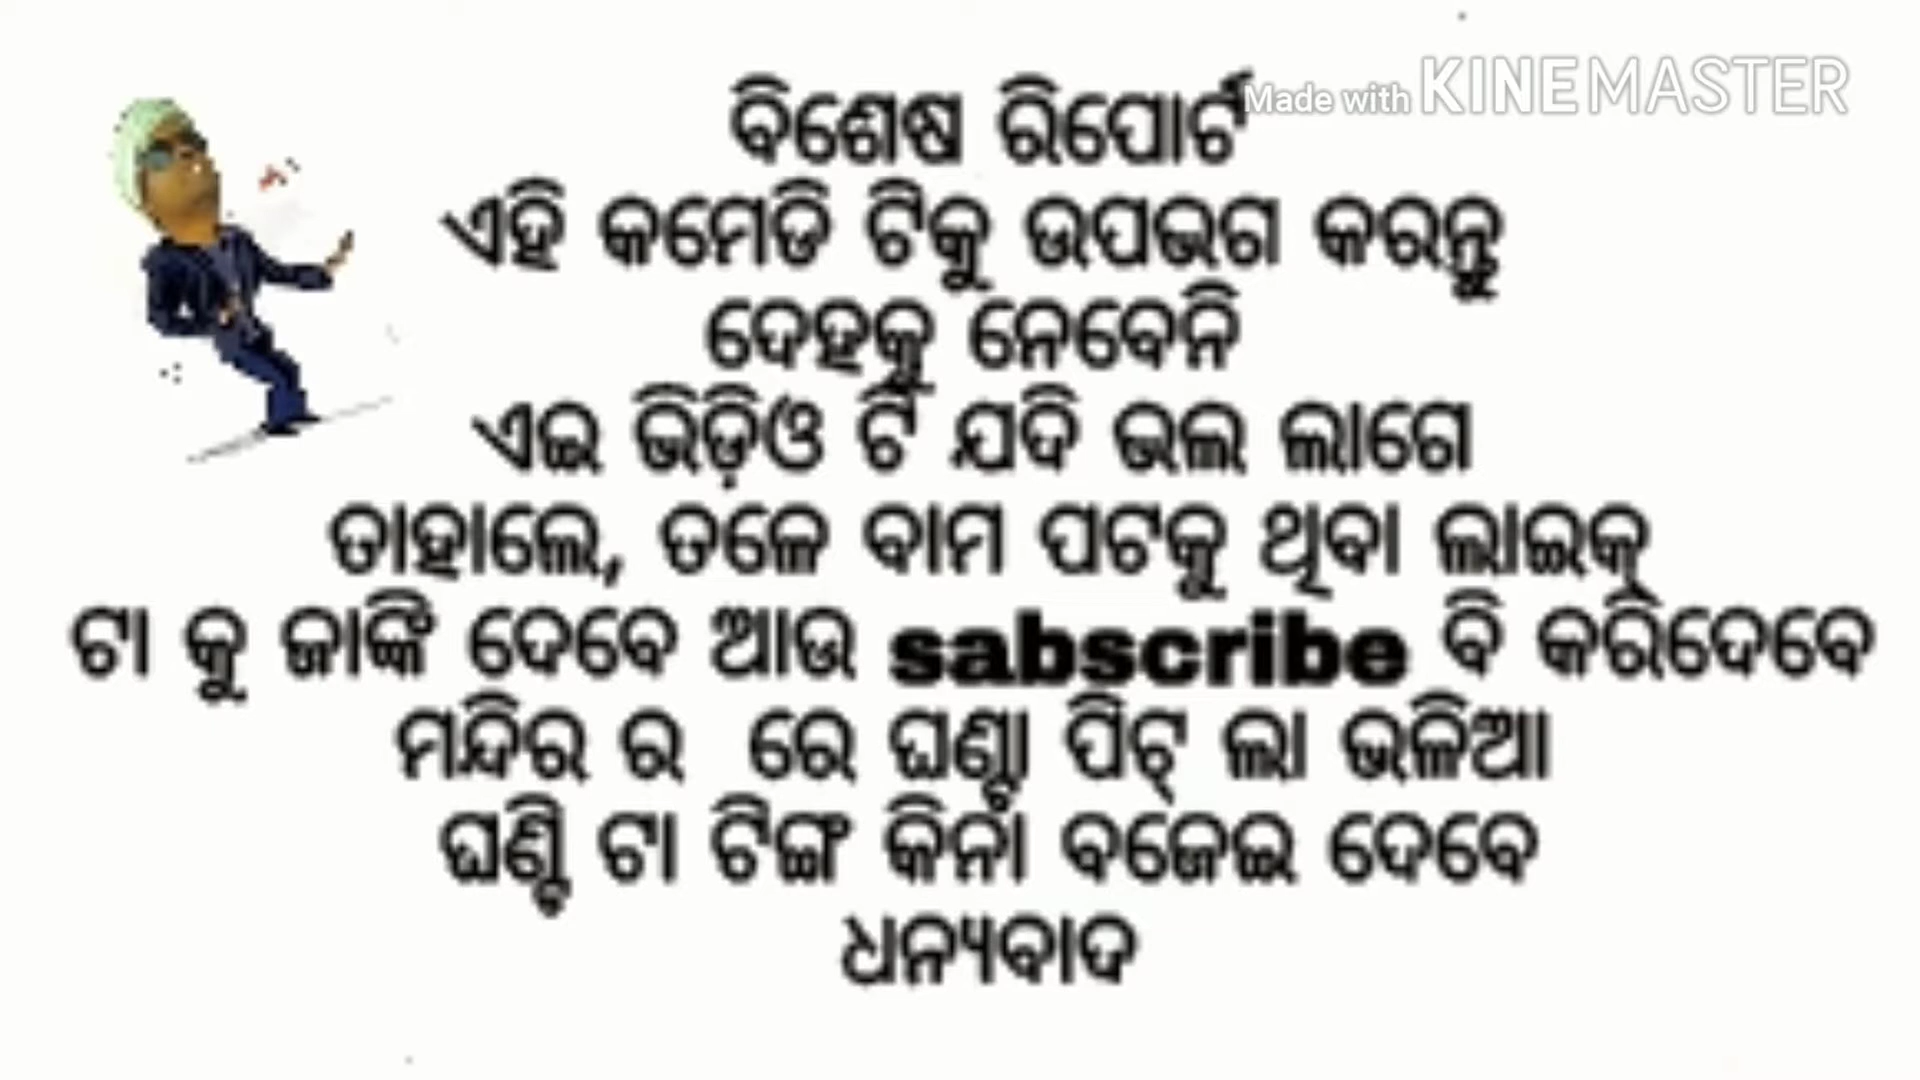 Made with KINEMASTER
ବିଶେଷ ରିପୋର୍ଟ
ଏହି କମେଡି ଟିକୁ ଉପଭଗ କରନ୍ତୁ
ଦେହକୁ ନେବେନି
ଏଇ ଭିଡ଼ିଓ ଟି ଯଦି ଭଲ ଲାଗେ
ତାହାଲେ, ତଳେ ବାମ ପଟକୁ ଥିବା ଲାଇକ୍
ଟା କୁ ଜାଙ୍କି ଦେବେ ଆଉ sabscribe ବି କରିଦେବେ
ମନ୍ଦିର ର ରେ ଘଣ୍ଟା ପିଟ୍ ଲା ଭଳିଆ
ଘଣ୍ଟି ଟା ଟିଙ୍ଗ କିନା ବଜେଇ ଦେବେ
ଧନ୍ୟବାଦ